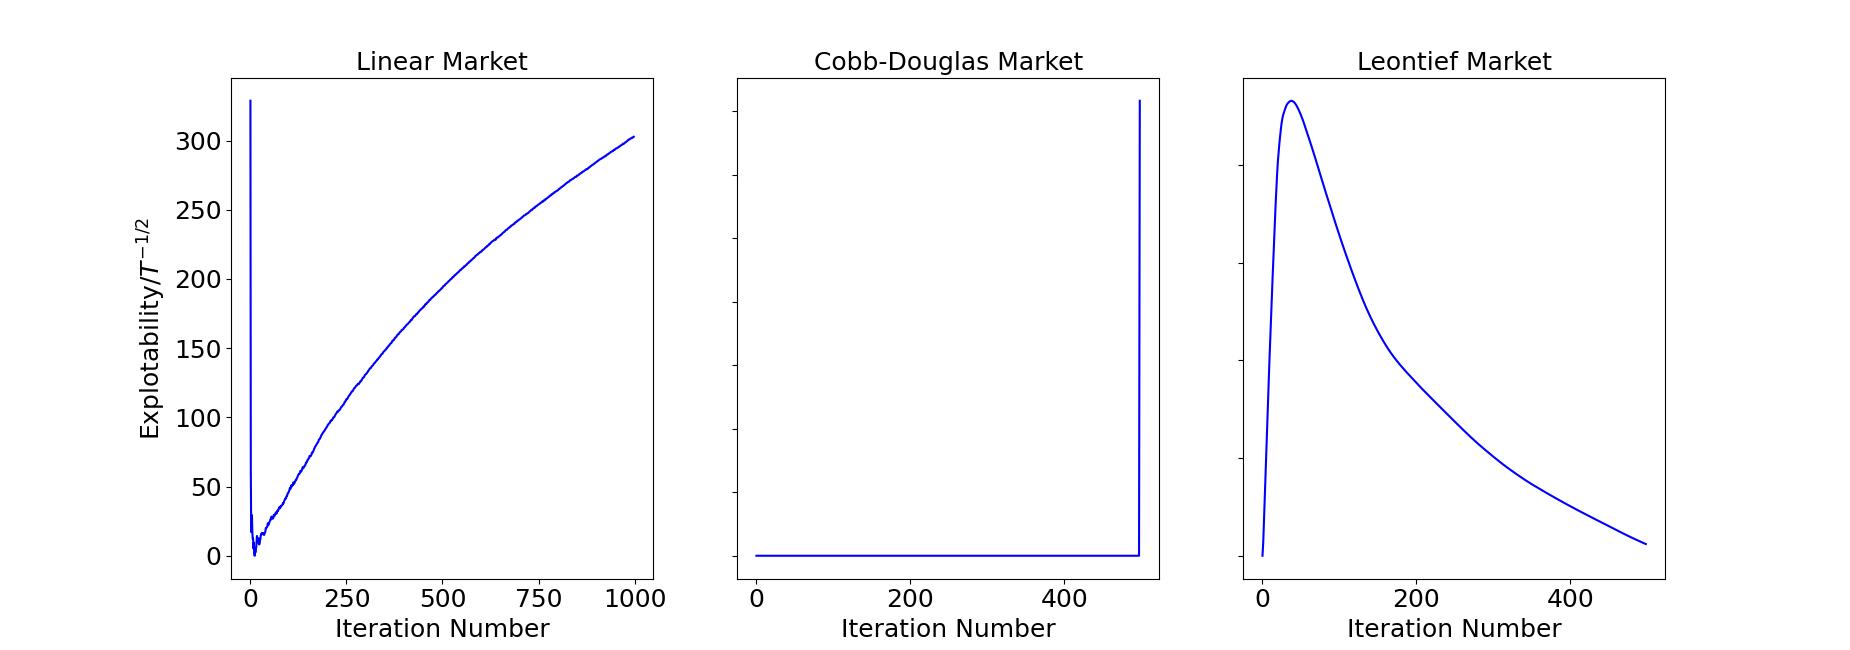 Linear Market
Cobb-Douglas Market
Leontief Market
Explotability/T^{-1/2}
300
250
200
150
100
50
0
0 250 500 750 1000
0 200 400
0 200 400
Iteration Number
Iteration Number
Iteration Number